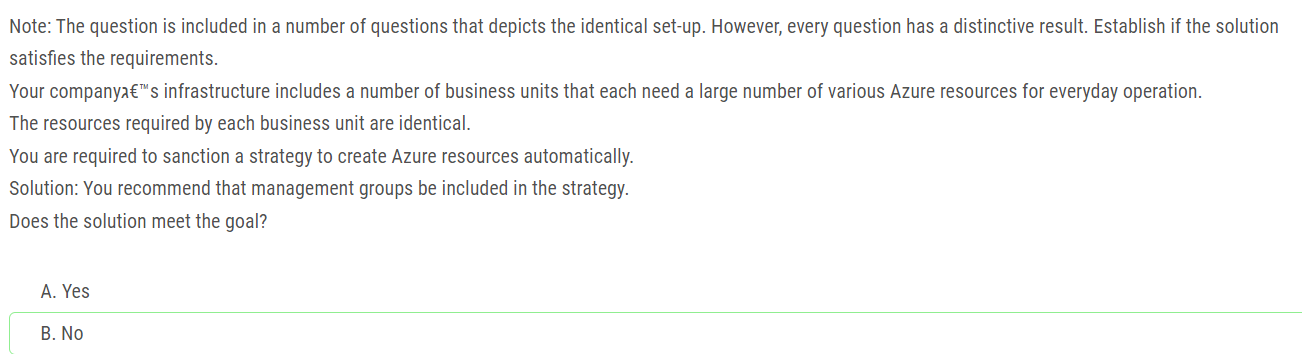 Note: The question is included in a number of questions that depicts the identical set-up. However, every question has a distinctive result. Establish if the solution
satisfies the requirements.
Your companyג€™s infrastructure includes a number of business units that each need a large number of various Azure resources for everyday operation.
The resources required by each business unit are identical.
You are required to sanction a strategy to create Azure resources automatically.
Solution: You recommend that management groups be included in the strategy.
Does the solution meet the goal?
A. Yes
B. No